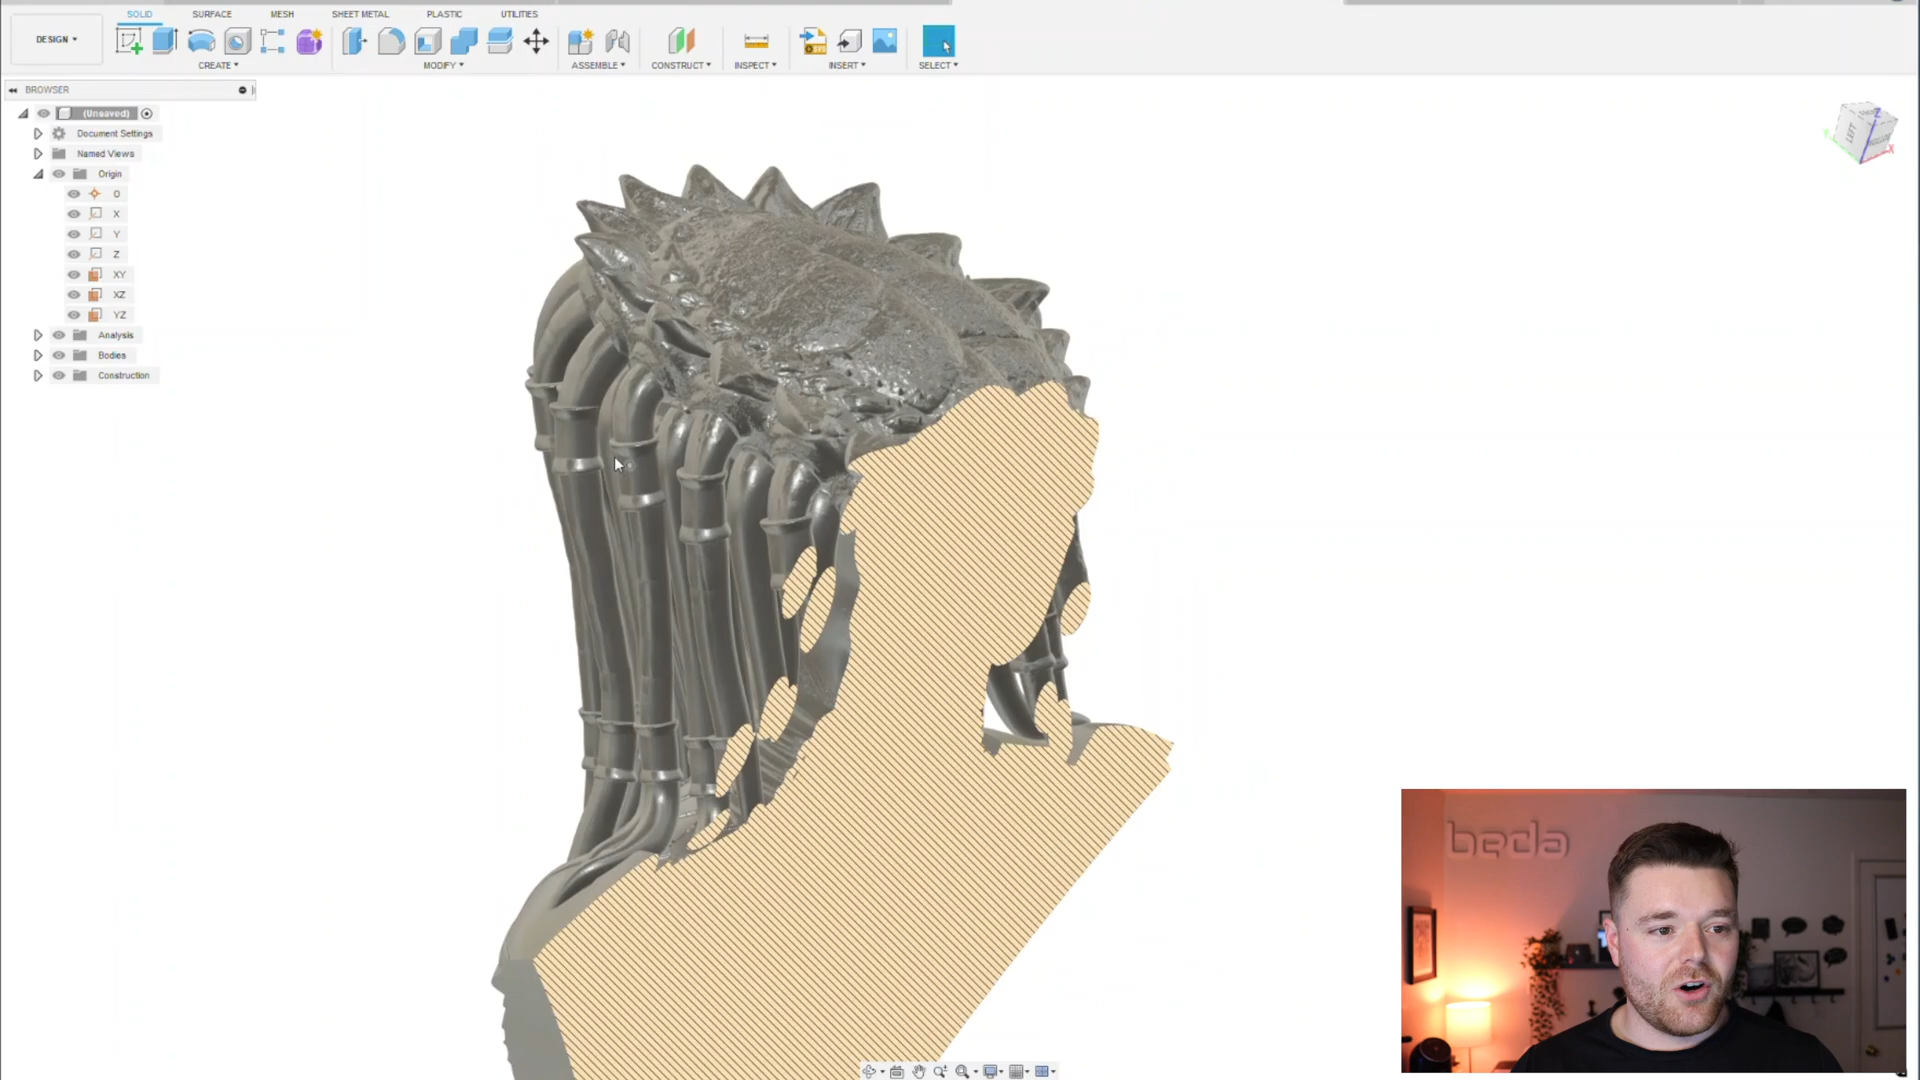 SOLID SURFACE MESH SHEET METAL PLASTIC UTILITIES
DESIGN
CREATE MODIFY ASSEMBLE CONSTRUCT INSPECT INSERT SELECT
BROWSER
(Unsaved)
Document Settings
Named Views
Origin
O
X
Y
Z
XY
XZ
YZ
Analysis
Bodies
Construction
Z
LEFT
X
beda